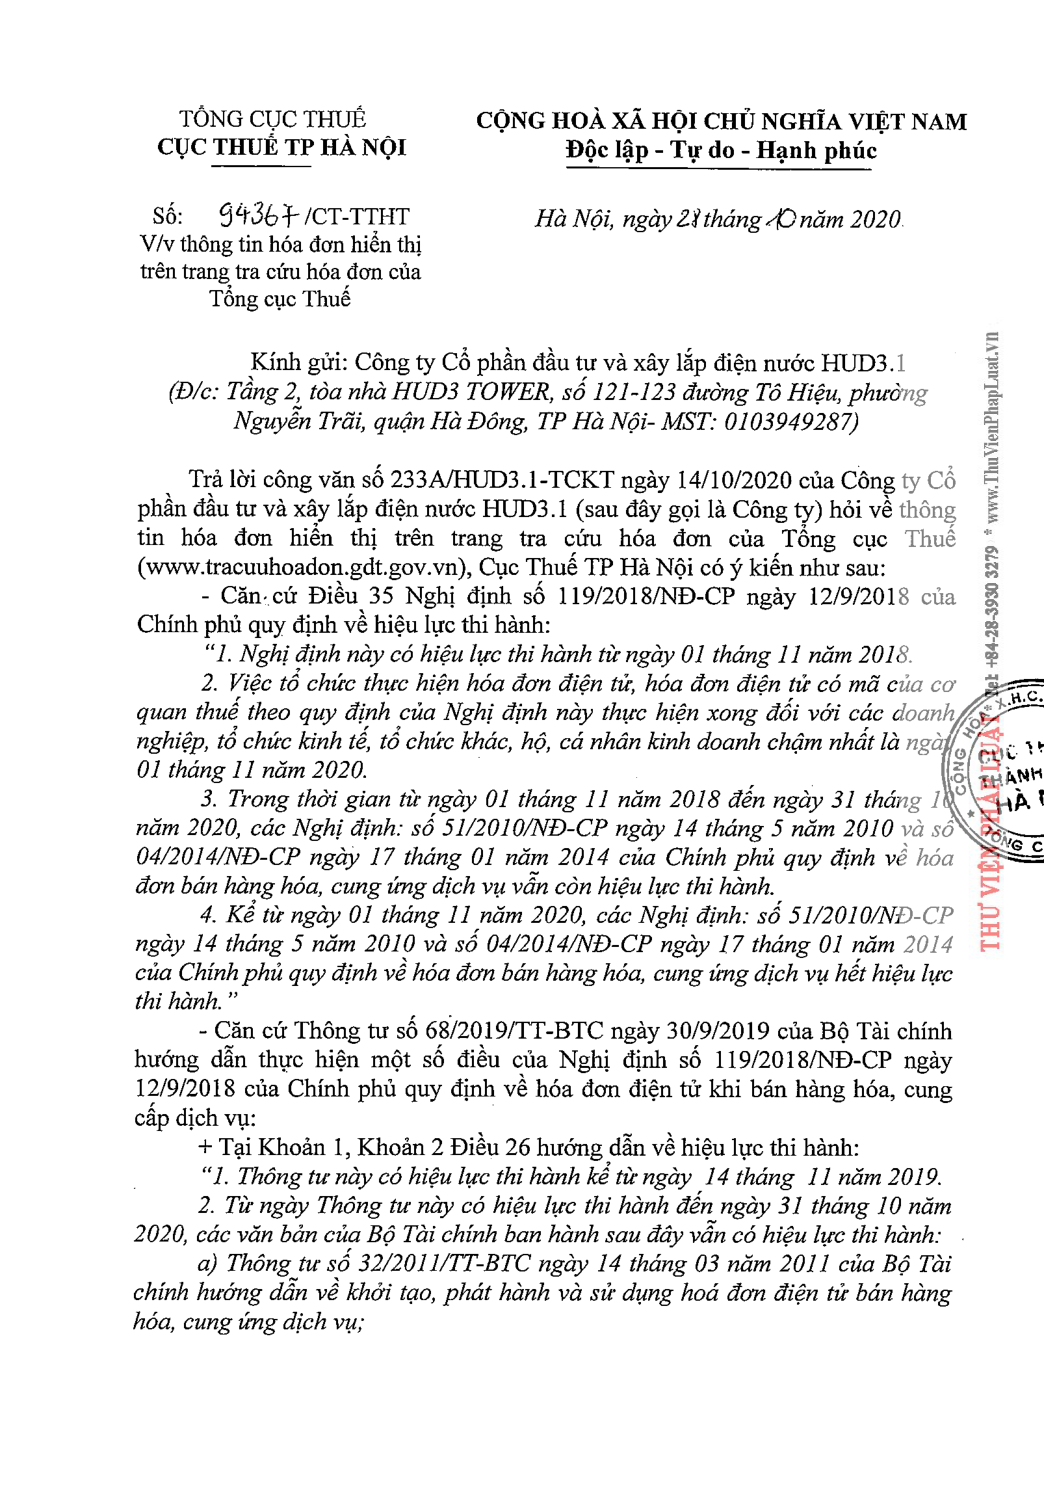 TỔNG CỤC THUẾ
CỤC THUẾ TP HÀ NỘI
CỘNG HOÀ XÃ HỘI CHỦ NGHĨA VIỆT NAM
Độc lập - Tự do - Hạnh phúc
Số: 94367/CT-TTHT
Hà Nội, ngày 28 tháng 10 năm 2020
V/v thông tin hóa đơn hiển thị
trên trang tra cứu hóa đơn của
Tổng cục Thuế
Kính gửi: Công ty Cổ phần đầu tư và xây lắp điện nước HUD3.1
(Đ/c: Tầng 2, tòa nhà HUD3 TOWER, số 121-123 đường Tô Hiệu, phường
Nguyễn Trãi, quận Hà Đông, TP Hà Nội- MST: 0103949287)
Trả lời công văn số 233A/HUD3.1-TCKT ngày 14/10/2020 của Công ty Cổ
phần đầu tư và xây lắp điện nước HUD3.1 (sau đây gọi là Công ty) hỏi về thông
tin hóa đơn hiển thị trên trang tra cứu hóa đơn của Tổng cục Thuế
(www.tracuuhoadon.gdt.gov.vn), Cục Thuế TP Hà Nội có ý kiến như sau:
- Căn cứ Điều 35 Nghị định số 119/2018/NĐ-CP ngày 12/9/2018 của
Chính phủ quy định về hiệu lực thi hành:
“1. Nghị định này có hiệu lực thi hành từ ngày 01 tháng 11 năm 2018.
2. Việc tổ chức thực hiện hóa đơn điện tử, hóa đơn điện tử có mã của cơ
quan thuế theo quy định của Nghị định này thực hiện xong đối với các doanh
nghiệp, tổ chức kinh tế, tổ chức khác, hộ, cá nhân kinh doanh chậm nhất là ngày
01 tháng 11 năm 2020.
3. Trong thời gian từ ngày 01 tháng 11 năm 2018 đến ngày 31 tháng 10
năm 2020, các Nghị định: số 51/2010/NĐ-CP ngày 14 tháng 5 năm 2010 và số
04/2014/NĐ-CP ngày 17 tháng 01 năm 2014 của Chính phủ quy định về hóa
đơn bán hàng hóa, cung ứng dịch vụ vẫn còn hiệu lực thi hành.
4. Kể từ ngày 01 tháng 11 năm 2020, các Nghị định: số 51/2010/NĐ-CP
ngày 14 tháng 5 năm 2010 và số 04/2014/NĐ-CP ngày 17 tháng 01 năm 2014
của Chính phủ quy định về hóa đơn bán hàng hóa, cung ứng dịch vụ hết hiệu lực
thi hành.”
- Căn cứ Thông tư số 68/2019/TT-BTC ngày 30/9/2019 của Bộ Tài chính
hướng dẫn thực hiện một số điều của Nghị định số 119/2018/NĐ-CP ngày
12/9/2018 của Chính phủ quy định về hóa đơn điện tử khi bán hàng hóa, cung
cấp dịch vụ:
+ Tại Khoản 1, Khoản 2 Điều 26 hướng dẫn về hiệu lực thi hành:
“1. Thông tư này có hiệu lực thi hành kể từ ngày 14 tháng 11 năm 2019.
2. Từ ngày Thông tư này có hiệu lực thi hành đến ngày 31 tháng 10 năm
2020, các văn bản của Bộ Tài chính ban hành sau đây vẫn có hiệu lực thi hành:
a) Thông tư số 32/2011/TT-BTC ngày 14 tháng 03 năm 2011 của Bộ Tài
chính hướng dẫn về khởi tạo, phát hành và sử dụng hoá đơn điện tử bán hàng
hóa, cung ứng dịch vụ;
THƯ VIỆN PHÁP LUẬT Tel: +84-28-3930 3279 * www.ThuVienPhapLuat.vn
CỘNG HÒA X.H.C.
HÀ